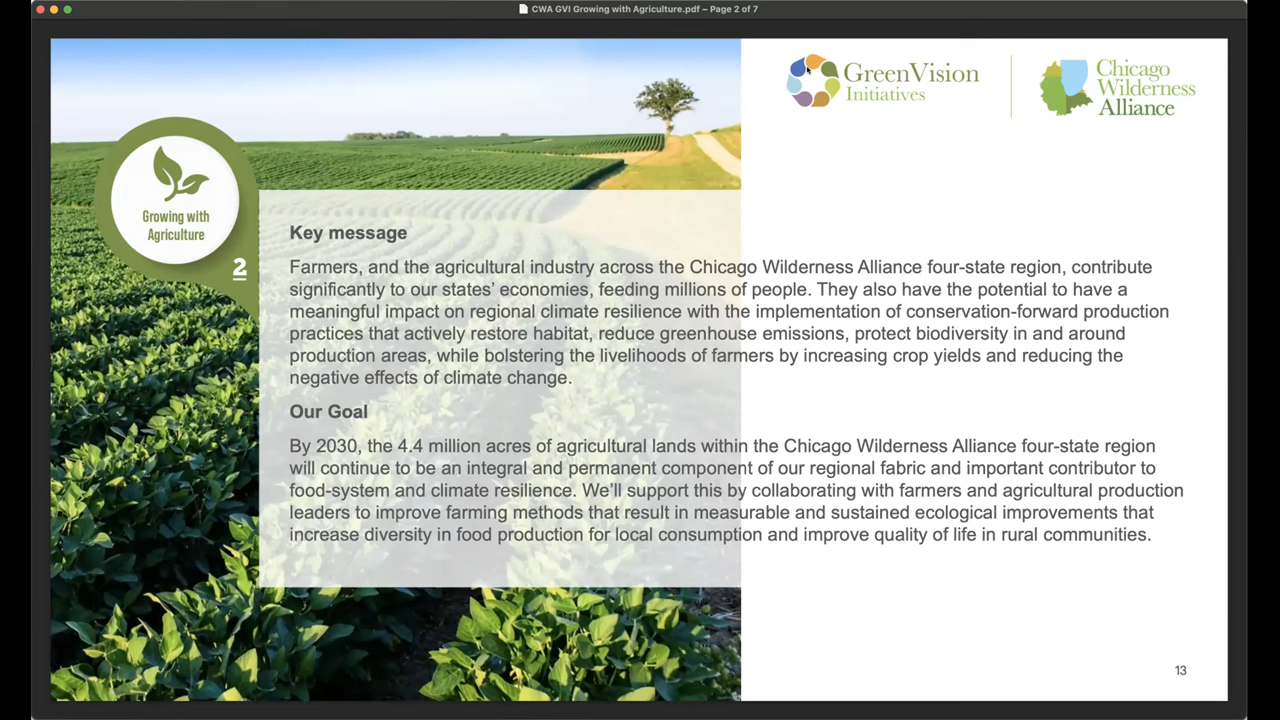 CWA GVI Growing with Agriculture.pdf – Page 2 of 7
GreenVision
Initiatives
Chicago
Wilderness
Alliance
Growing with
Agriculture
2
Key message
Farmers, and the agricultural industry across the Chicago Wilderness Alliance four-state region, contribute
significantly to our states’ economies, feeding millions of people. They also have the potential to have a
meaningful impact on regional climate resilience with the implementation of conservation-forward production
practices that actively restore habitat, reduce greenhouse emissions, protect biodiversity in and around
production areas, while bolstering the livelihoods of farmers by increasing crop yields and reducing the
negative effects of climate change.
Our Goal
By 2030, the 4.4 million acres of agricultural lands within the Chicago Wilderness Alliance four-state region
will continue to be an integral and permanent component of our regional fabric and important contributor to
food-system and climate resilience. We’ll support this by collaborating with farmers and agricultural production
leaders to improve farming methods that result in measurable and sustained ecological improvements that
increase diversity in food production for local consumption and improve quality of life in rural communities.
13